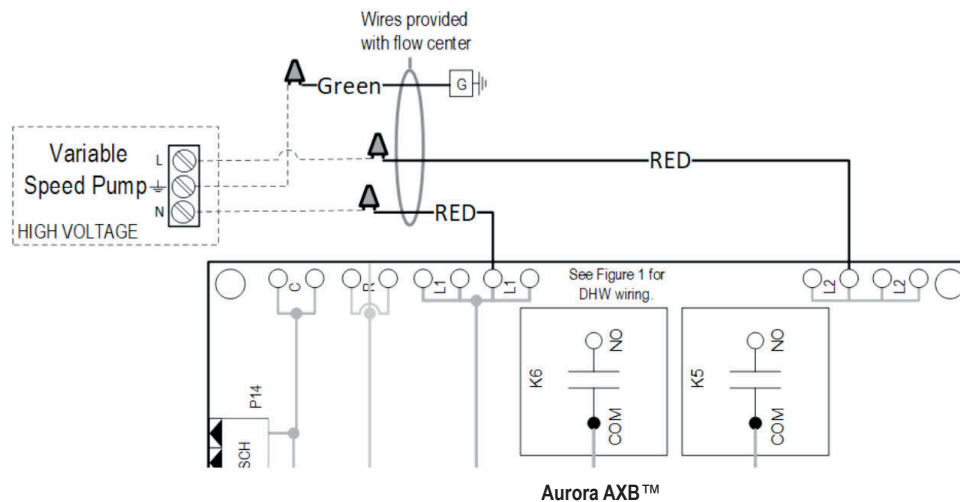 Wires provided
with flow center
Green
G
Variable
Speed Pump
L
N
HIGH VOLTAGE
RED
RED
C
R
L1
L1
See Figure 1 for
DHW wiring.
L2
L2
K6
NO
COM
K5
NO
COM
P14
SCH
Aurora AXB™